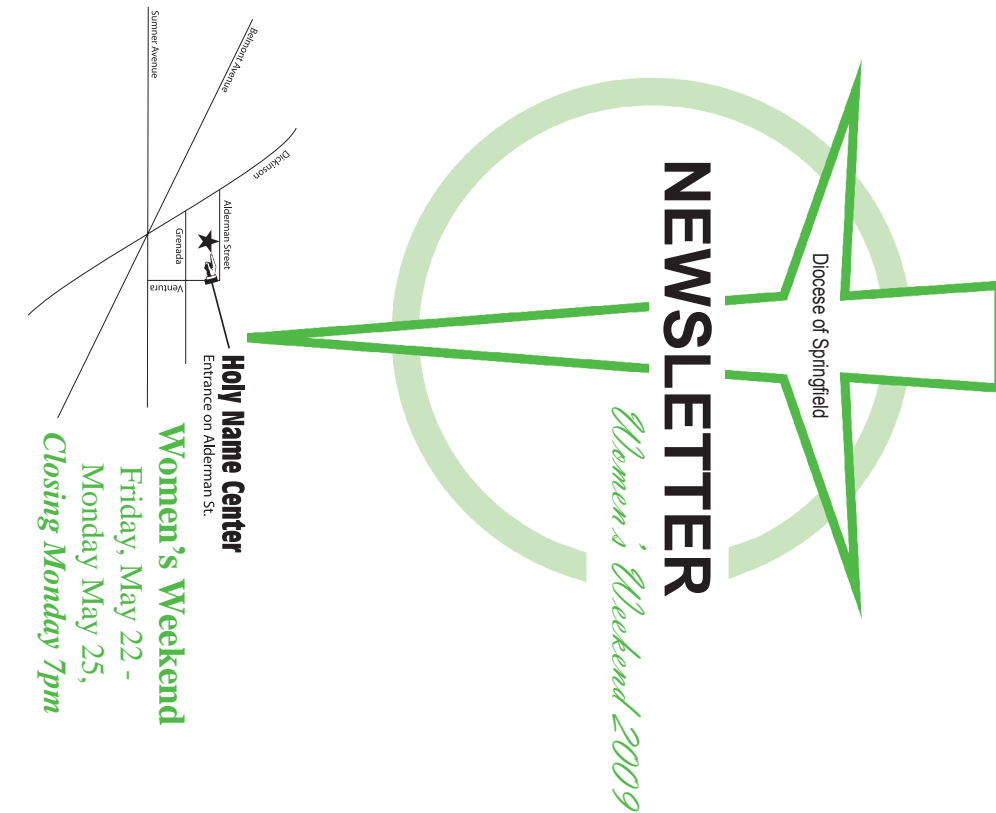 Diocese of Springfield
NEWSLETTER
Women's Weekend 2009
Belmont Avenue
Sumner Avenue
Dickinson
Alderman Street
Grenada
Ventura
Holy Name Center
Entrance on Alderman St.
Women's Weekend
Friday, May 22 -
Monday May 25,
Closing Monday 7pm